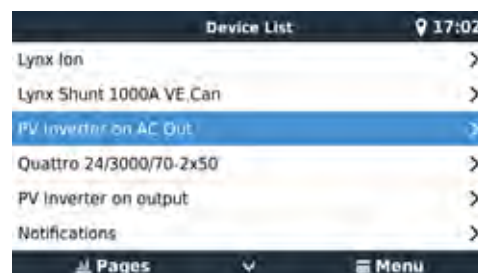 Device List 17:02
Lynx Ion
Lynx Shunt 1000A VE.Can
PV Inverter on AC Out
Quattro 24/3000/70-2x50
PV Inverter on output
Notifications
Pages Menu